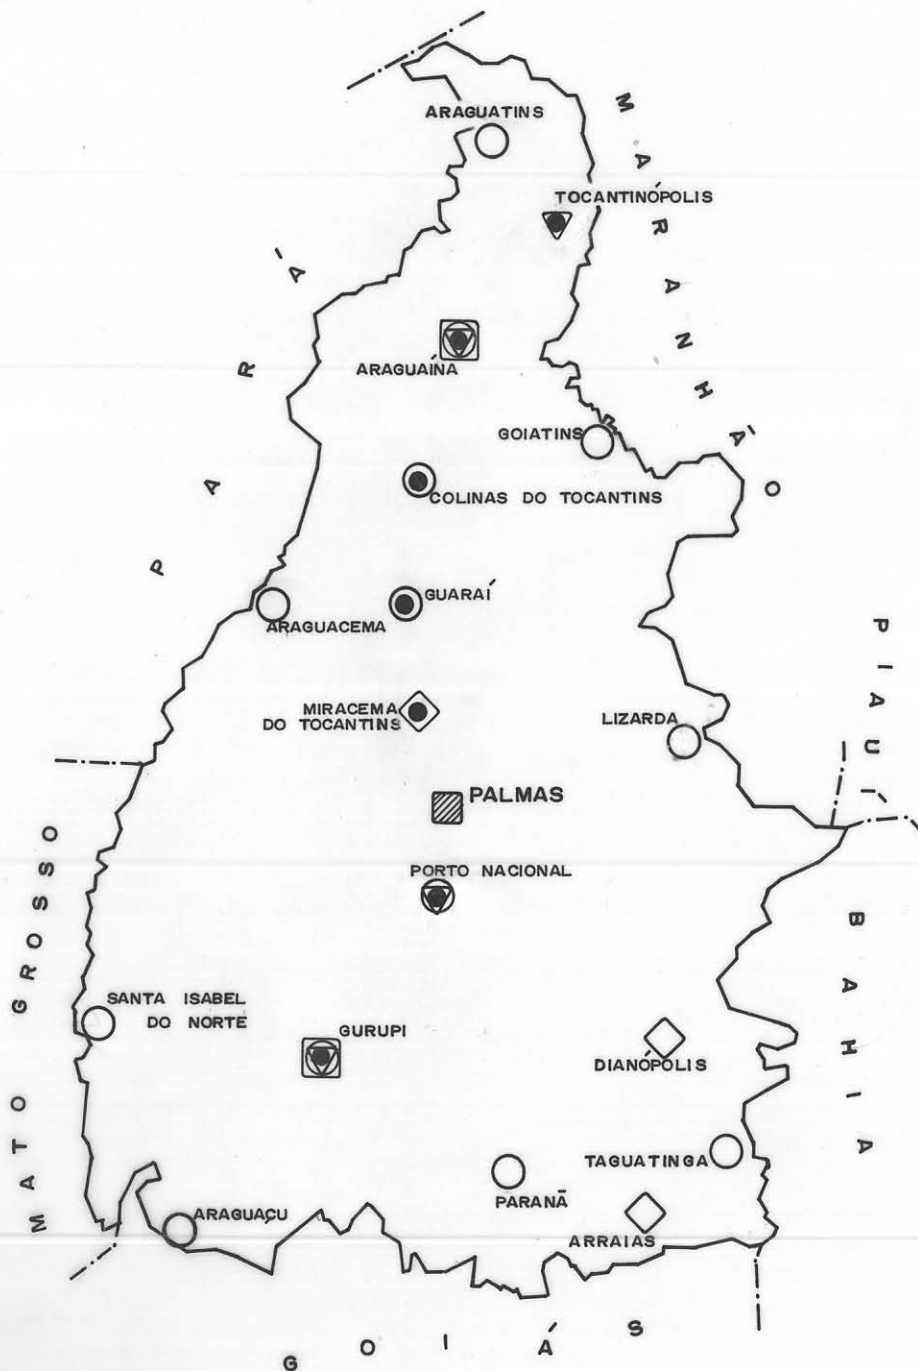 ARAGUATINS
MARANHÃO
TOCANTINÓPOLIS
PARÁ
ARAGUAÍNA
GOIATINS
COLINAS DO TOCANTINS
GUARAÍ
ARAGUACEMA
PIAUÍ
MIRACEMA
DO TOCANTINS
LIZARDA
PALMAS
MATO GROSSO
PORTO NACIONAL
BAHIA
SANTA ISABEL
DO NORTE
GURUPI
DIANÓPOLIS
TAGUATINGA
PARANÃ
ARAGUAÇU
ARRAIAS
GOIÁS